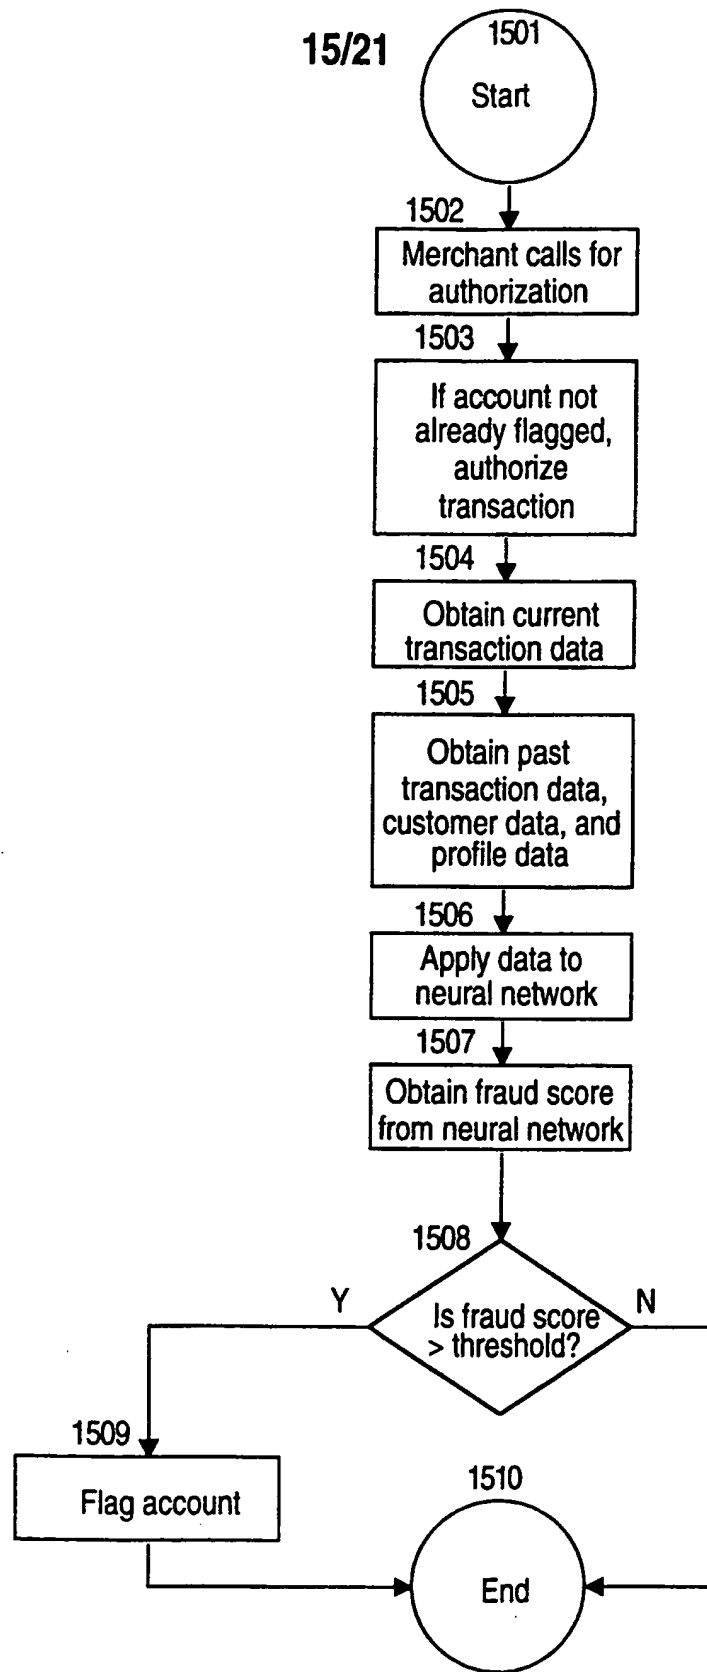 15/21
1501
Start
1502
Merchant calls for
authorization
1503
If account not
already flagged,
authorize
transaction
1504
Obtain current
transaction data
1505
Obtain past
transaction data,
customer data, and
profile data
1506
Apply data to
neural network
1507
Obtain fraud score
from neural network
1508
Y
Is fraud score
> threshold?
N
1509
Flag account
1510
End